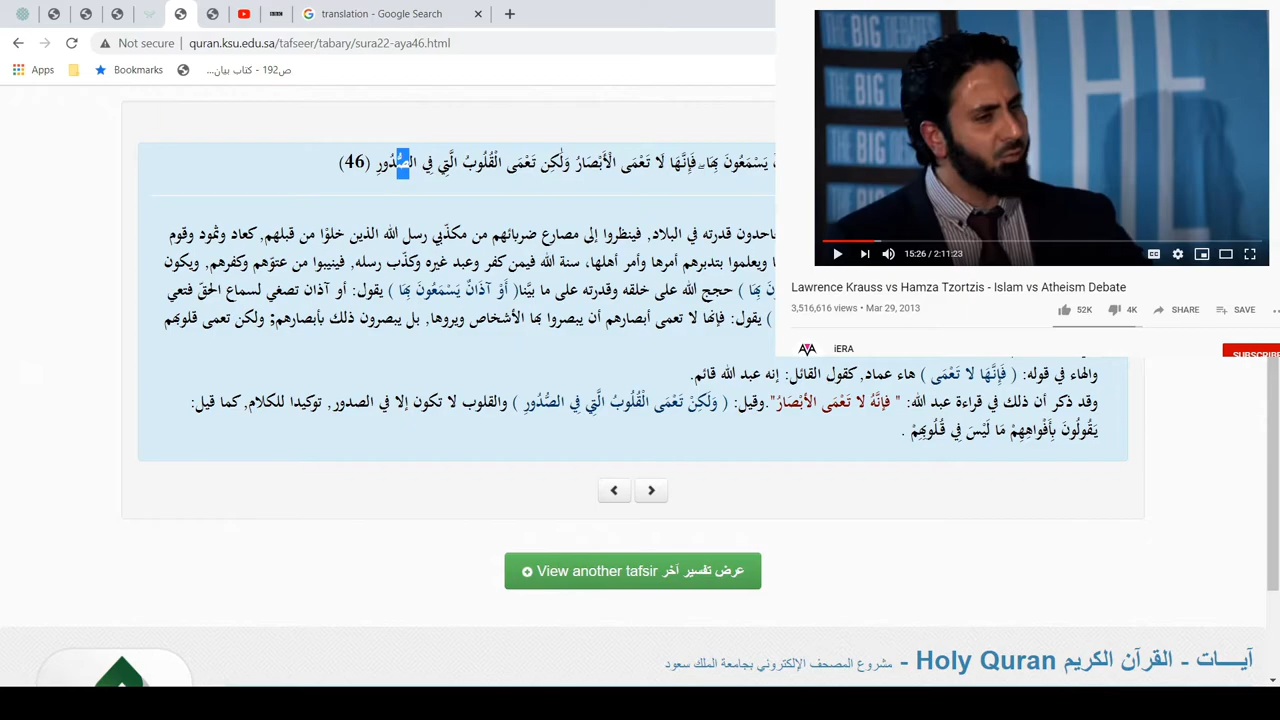 translation - Google Search
Not secure
quran.ksu.edu.sa/tafseer/tabary/sura22-aya46.html
Apps
Bookmarks
ص192 - كتاب بيان...
THE BIG
15:26 / 2:11:23
Lawrence Krauss vs Hamza Tzortzis - Islam vs Atheism Debate
3,516,616 views • Mar 29, 2013
52K
4K
SHARE
SAVE
iERA
يَسْمَعُونَ بِهَا ۖ فَإِنَّهَا لَا تَعْمَى الْأَبْصَارُ وَلَٰكِن تَعْمَى الْقُلُوبُ الَّتِي فِي الصُّدُورِ (46)
قدرته في البلاد, فينظروا إلى مصارع ضربائهم من مكذّبي رسل الله الذين خلوْا من قبلهم, كعاد وثمود وقوم
ويعلموا بتدبرهم أمرها وأمر أهلها, سنة الله فيمن كفر وعبد غيره وكذّب رسله, فينيبوا من عتوّهم وكفرهم, ويكون
) حجج الله على خلقه وقدرته على ما بيَّنا( أَوْ آذَانٌ يَسْمَعُونَ بِهَا ) يقول: أو آذان تصغي لسماع الحقّ فتعي
) يقول: فإنها لا تعمى أبصارهم أن يبصروا بها الأشخاص ويروها, بل يبصرون ذلك بأبصارهم; ولكن تعمى قلوبهم
والهاء في قوله: ( فَإِنَّهَا لا تَعْمَى ) هاء عماد, كقول القائل: إنه عبد الله قائم.
وقد ذكر أن ذلك في قراءة عبد الله: " فإنَّهُ لا تَعْمَى الأبْصَارُ".وقيل: ( وَلَكِنْ تَعْمَى الْقُلُوبُ الَّتِي فِي الصُّدُورِ ) والقلوب لا تكون إلا في الصدور, توكيدا للكلام, كما قيل:
يَقُولُونَ بِأَفْوَاهِهِمْ مَا لَيْسَ فِي قُلُوبِهِمْ .
View another tafsir عرض تفسير آخر
آيـــات - القرآن الكريم Holy Quran - مشروع المصحف الإلكتروني بجامعة الملك سعود